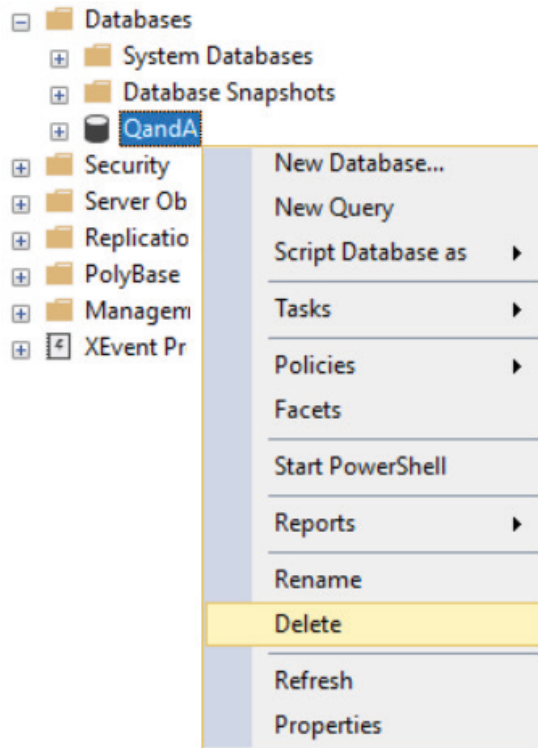 Databases
System Databases
Database Snapshots
QandA
Security
Server Ob
Replicatio
PolyBase
Managem
XEvent Pr
New Database...
New Query
Script Database as
Tasks
Policies
Facets
Start PowerShell
Reports
Rename
Delete
Refresh
Properties